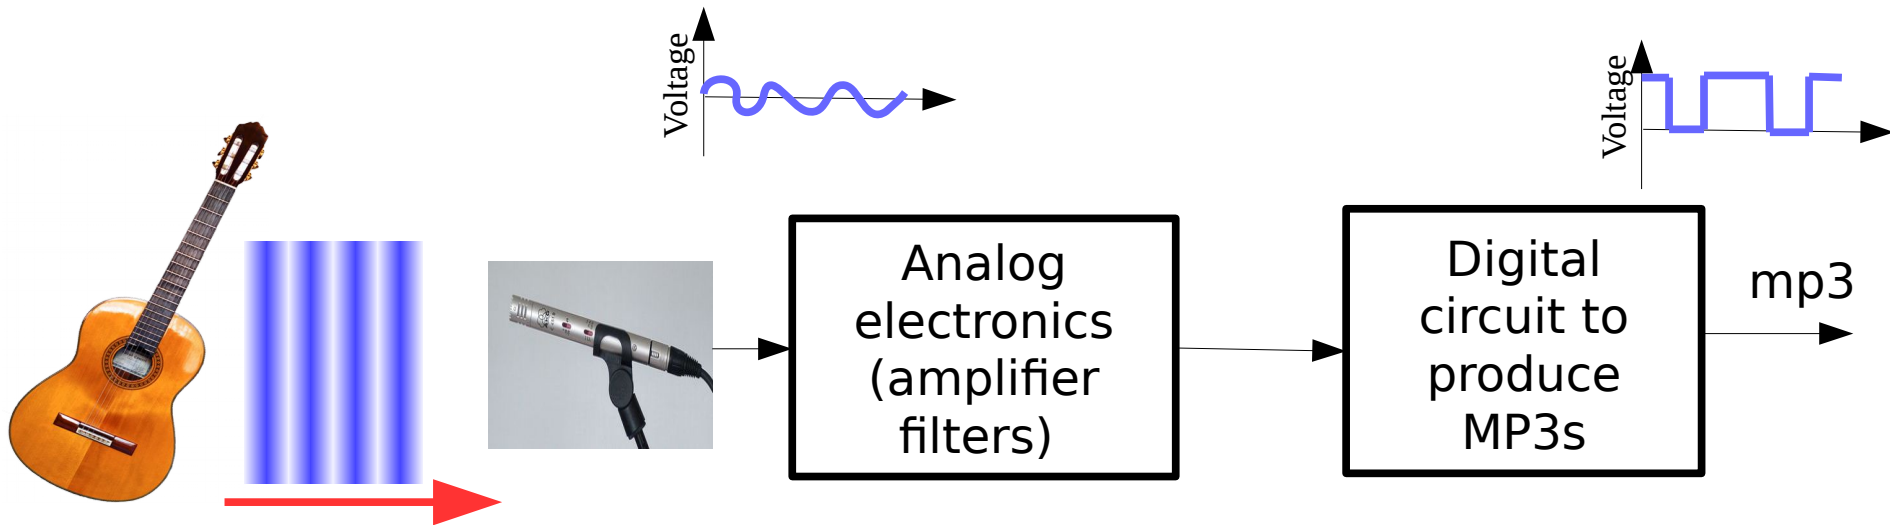 Voltage
Voltage
Analog
electronics
(amplifier
filters)
Digital
circuit to
produce
MP3s
mp3